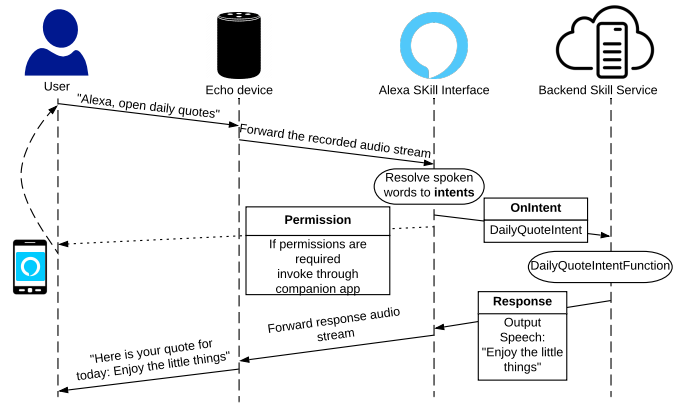 User
Echo device
Alexa SKill Interface
Backend Skill Service
"Alexa, open daily quotes"
Forward the recorded audio stream
Resolve spoken
words to intents
OnIntent
DailyQuoteIntent
Permission
If permissions are
required
invoke through
companion app
DailyQuoteIntentFunction
Response
Output
Speech:
"Enjoy the little
things"
Forward response audio
stream
"Here is your quote for
today: Enjoy the little things"